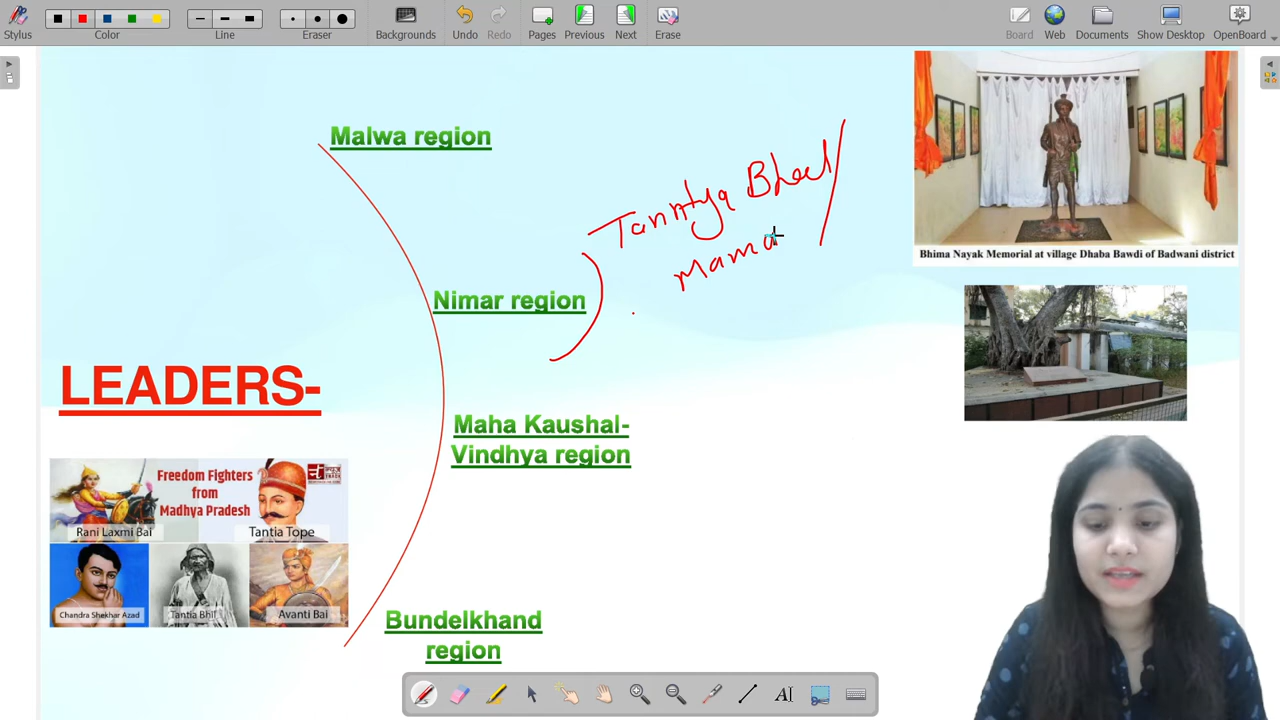 Stylus
Color
Line
Eraser
Backgrounds
Undo
Redo
Pages
Previous
Next
Erase
Board
Web
Documents
Show Desktop
OpenBoard
Malwa region
Tanntya Bheel/
Mama
Nimar region
Bhima Nayak Memorial at village Dhaba Bawdi of Badwani district
LEADERS-
Maha Kaushal-
Vindhya region
Freedom Fighters
from
Madhya Pradesh
Rani Laxmi Bai
Tantia Tope
Chandra Shekhar Azad
Tantia Bhil
Avanti Bai
Bundelkhand
region
AI